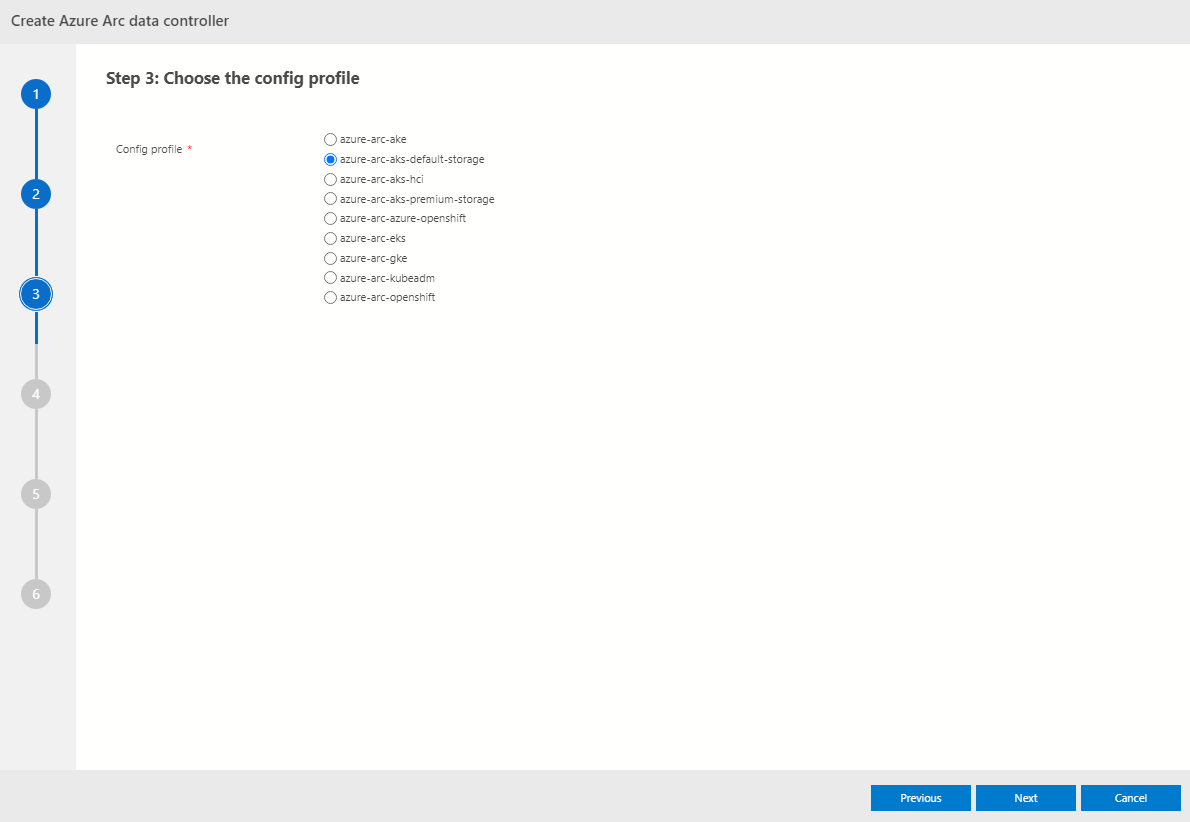 Create Azure Arc data controller
1
2
3
4
5
6
Step 3: Choose the config profile
Config profile *
azure-arc-ake
azure-arc-aks-default-storage
azure-arc-aks-hci
azure-arc-aks-premium-storage
azure-arc-azure-openshift
azure-arc-eks
azure-arc-gke
azure-arc-kubeadm
azure-arc-openshift
Previous
Next
Cancel